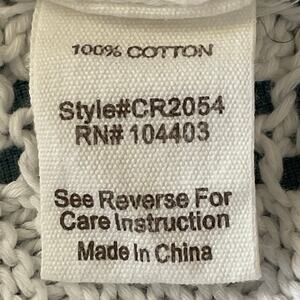 100% COTTON
Style#CR2054
RN# 104403
See Reverse For
Care Instruction
Made In China